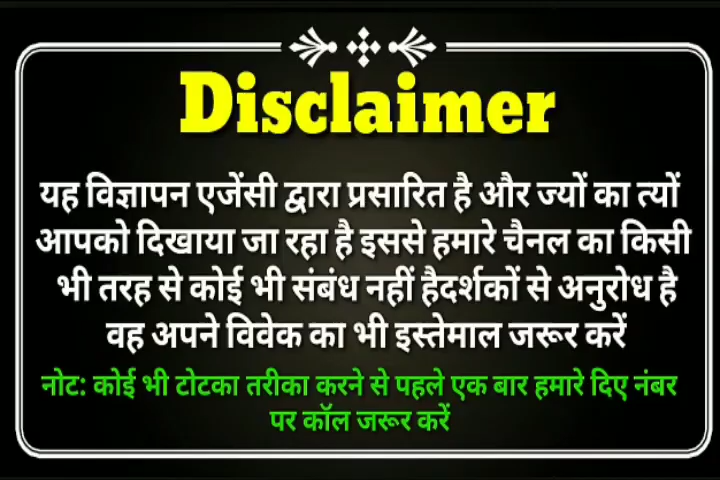 Disclaimer
यह विज्ञापन एजेंसी द्वारा प्रसारित है और ज्यों का त्यों
आपको दिखाया जा रहा है इससे हमारे चैनल का किसी
भी तरह से कोई भी संबंध नहीं हैदर्शकों से अनुरोध है
वह अपने विवेक का भी इस्तेमाल जरूर करें
नोट: कोई भी टोटका तरीका करने से पहले एक बार हमारे दिए नंबर
पर कॉल जरूर करें